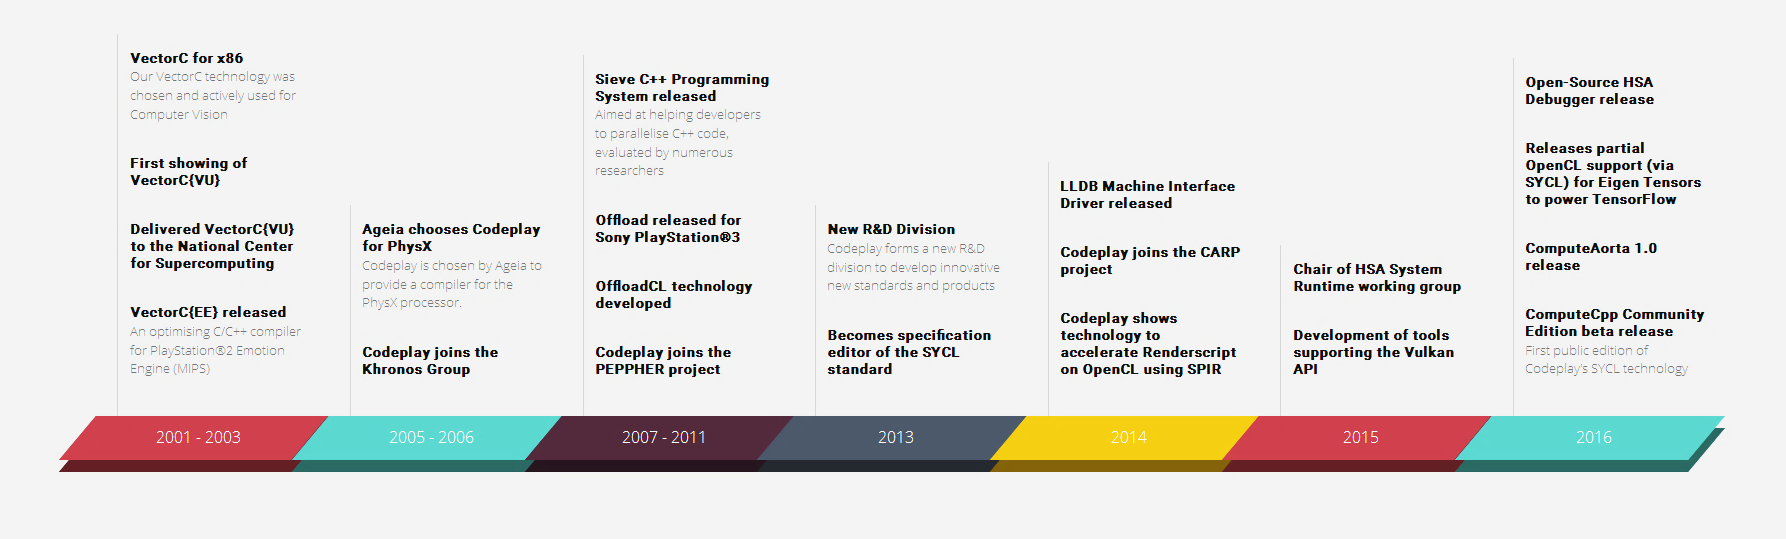 VectorC for x86
Our VectorC technology was
chosen and actively used for
Computer Vision
First showing of
VectorC{VU}
Delivered VectorC{VU}
to the National Center
for Supercomputing
VectorC{EE} released
An optimising C/C++ compiler
for PlayStation®2 Emotion
Engine (MIPS)
2001 - 2003
Ageia chooses Codeplay
for PhysX
Codeplay is chosen by Ageia to
provide a compiler for the
PhysX processor.
Codeplay joins the
Khronos Group
2005 - 2006
Sieve C++ Programming
System released
Aimed at helping developers
to parallelise C++ code,
evaluated by numerous
researchers
Offload released for
Sony PlayStation®3
OffloadCL technology
developed
Codeplay joins the
PEPPHER project
2007 - 2011
New R&D Division
Codeplay forms a new R&D
division to develop innovative
new standards and products
Becomes specification
editor of the SYCL
standard
2013
LLDB Machine Interface
Driver released
Codeplay joins the CARP
project
Codeplay shows
technology to
accelerate Renderscript
on OpenCL using SPIR
2014
Chair of HSA System
Runtime working group
Development of tools
supporting the Vulkan
API
2015
Open-Source HSA
Debugger release
Releases partial
OpenCL support (via
SYCL) for Eigen Tensors
to power TensorFlow
ComputeAorta 1.0
release
ComputeCpp Community
Edition beta release
First public edition of
Codeplay's SYCL technology
2016